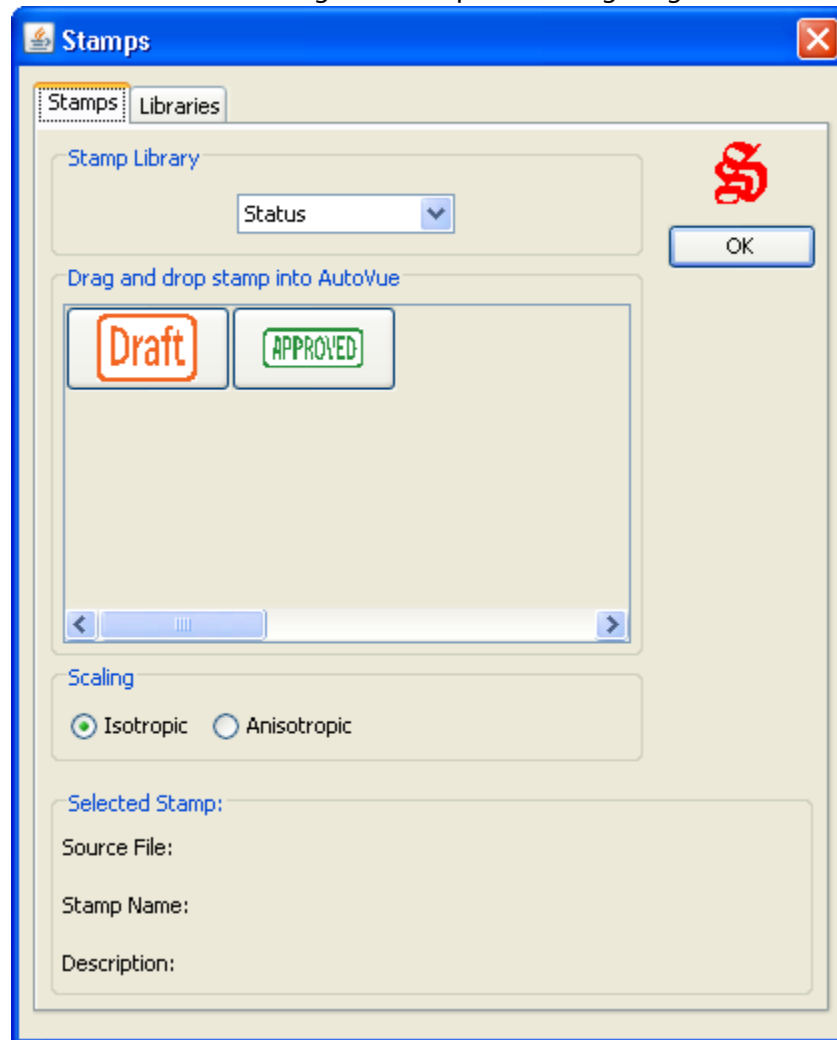 Stamps
Stamps Libraries
Stamp Library
Status
S
OK
Drag and drop stamp into AutoVue
Draft APPROVED
Scaling
Isotropic Anisotropic
Selected Stamp:
Source File:
Stamp Name:
Description: